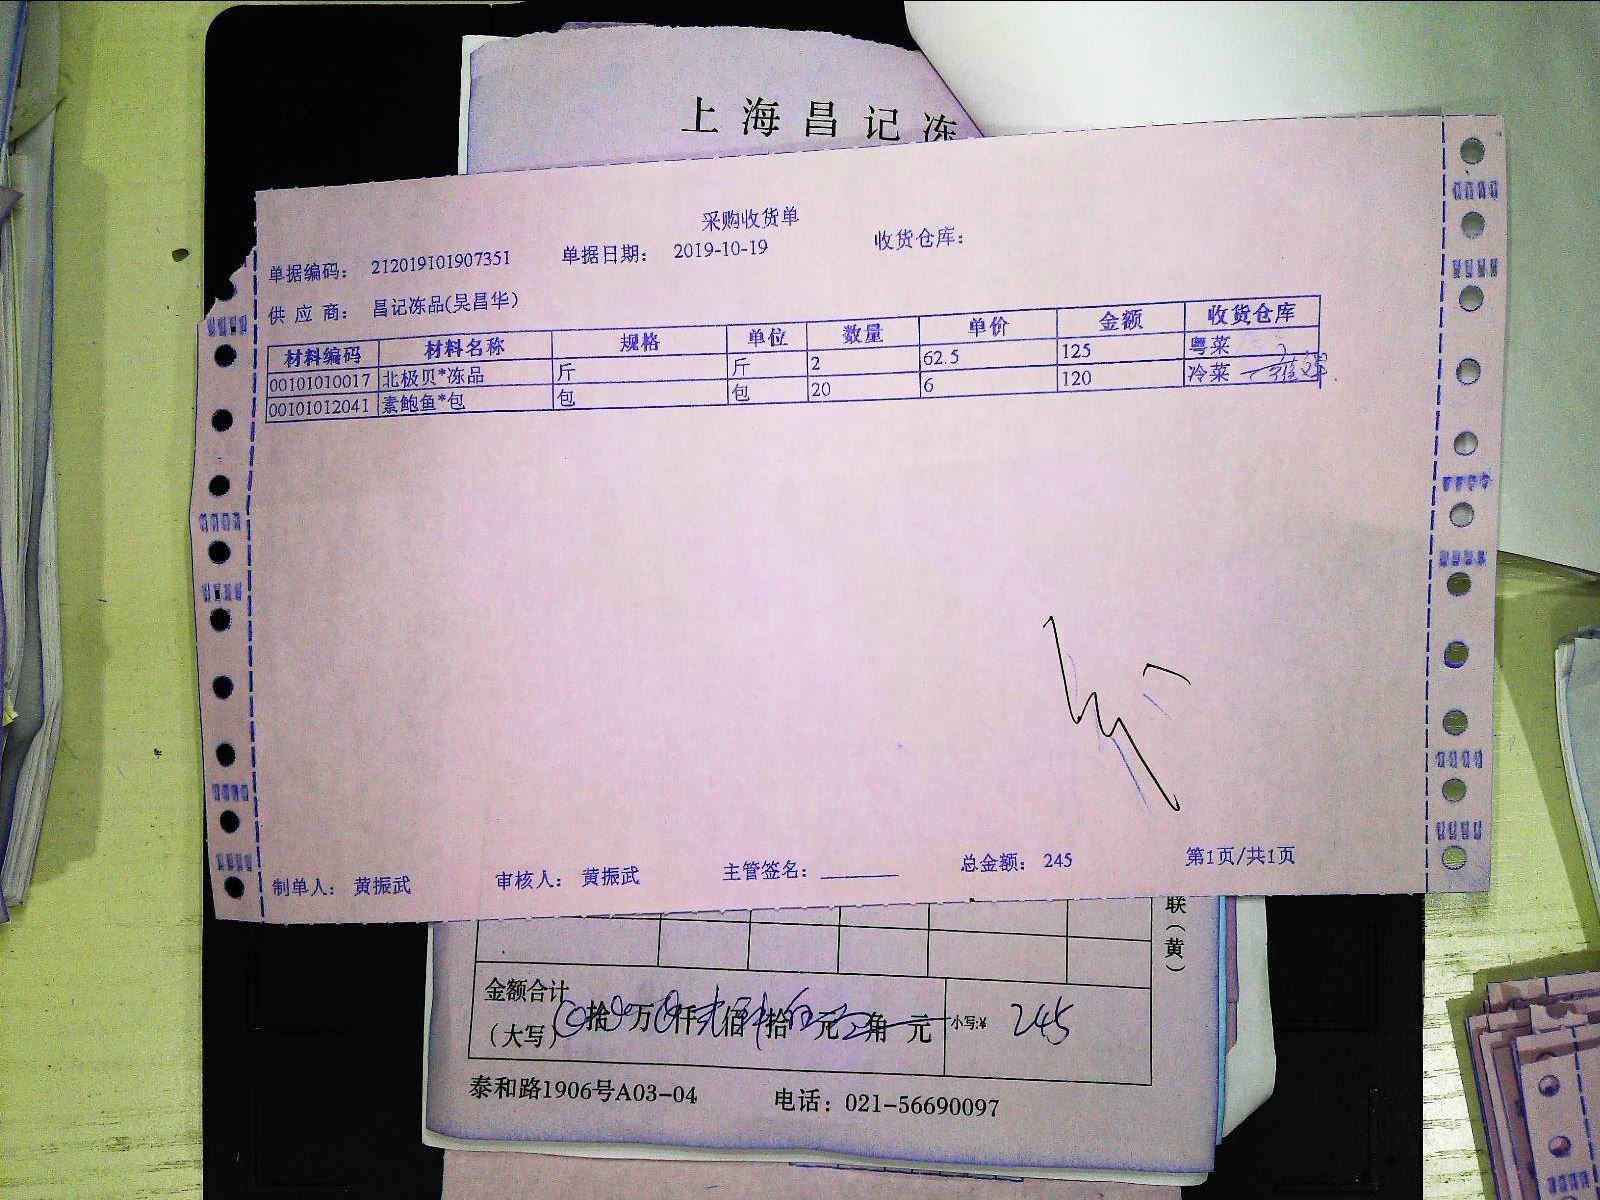 上海昌记冻
采购收货单
单据编码： 212019101907351 单据日期： 2019-10-19 收货仓库：
供 应 商： 昌记冻品(吴昌华)
材料编码 材料名称 规格 单位 数量 单价 金额 收货仓库
00101010017 北极贝*冻品 斤 斤 2 62.5 125 粤菜
00101012041 素鲍鱼*包 包 包 20 6 120 冷菜
制单人： 黄振武 审核人： 黄振武 主管签名：________ 总金额： 245 第1页/共1页
联（黄）
金额合计
（大写） 拾 万 仟 佰 拾 元 角 元 小写:¥ 245
泰和路1906号A03-04 电话：021-56690097